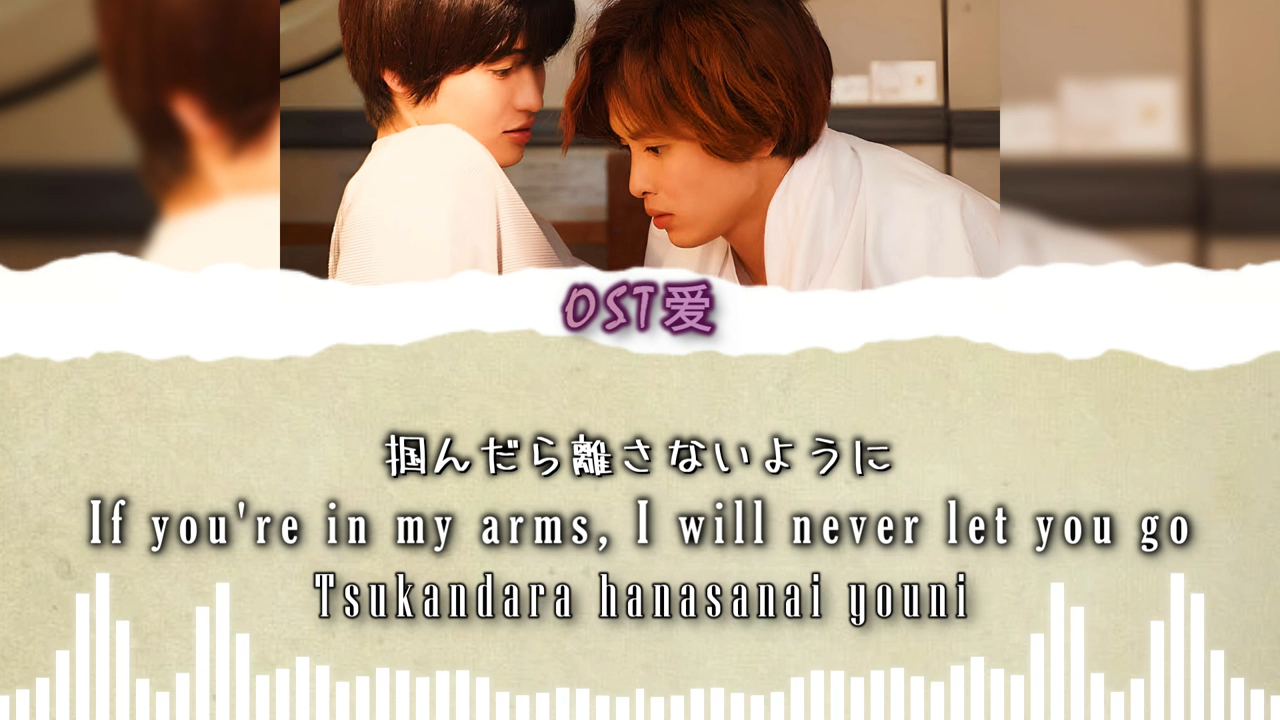 OST爱
掴んだら離さないように
If you're in my arms, I will never let you go
Tsukandara hanasanai youni